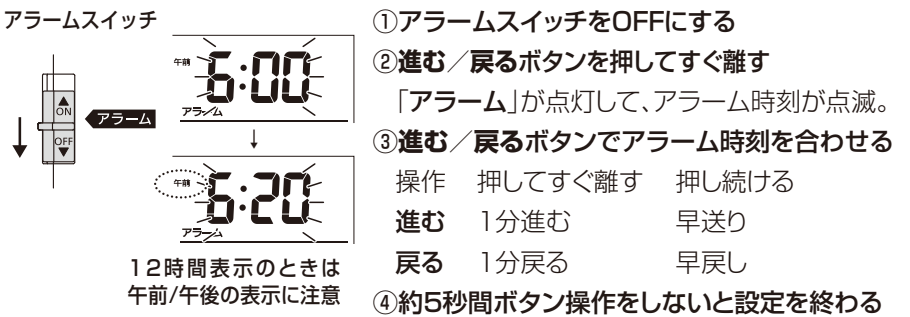 アラームスイッチ
ON
OFF
アラーム
午前 6:00
アラーム
↓
午前 6:20
アラーム
12時間表示のときは
午前/午後の表示に注意
①アラームスイッチをOFFにする
②進む／戻るボタンを押してすぐ離す
「アラーム」が点灯して、アラーム時刻が点滅。
③進む／戻るボタンでアラーム時刻を合わせる
操作 押してすぐ離す 押し続ける
進む 1分進む 早送り
戻る 1分戻る 早戻し
④約5秒間ボタン操作をしないと設定を終わる